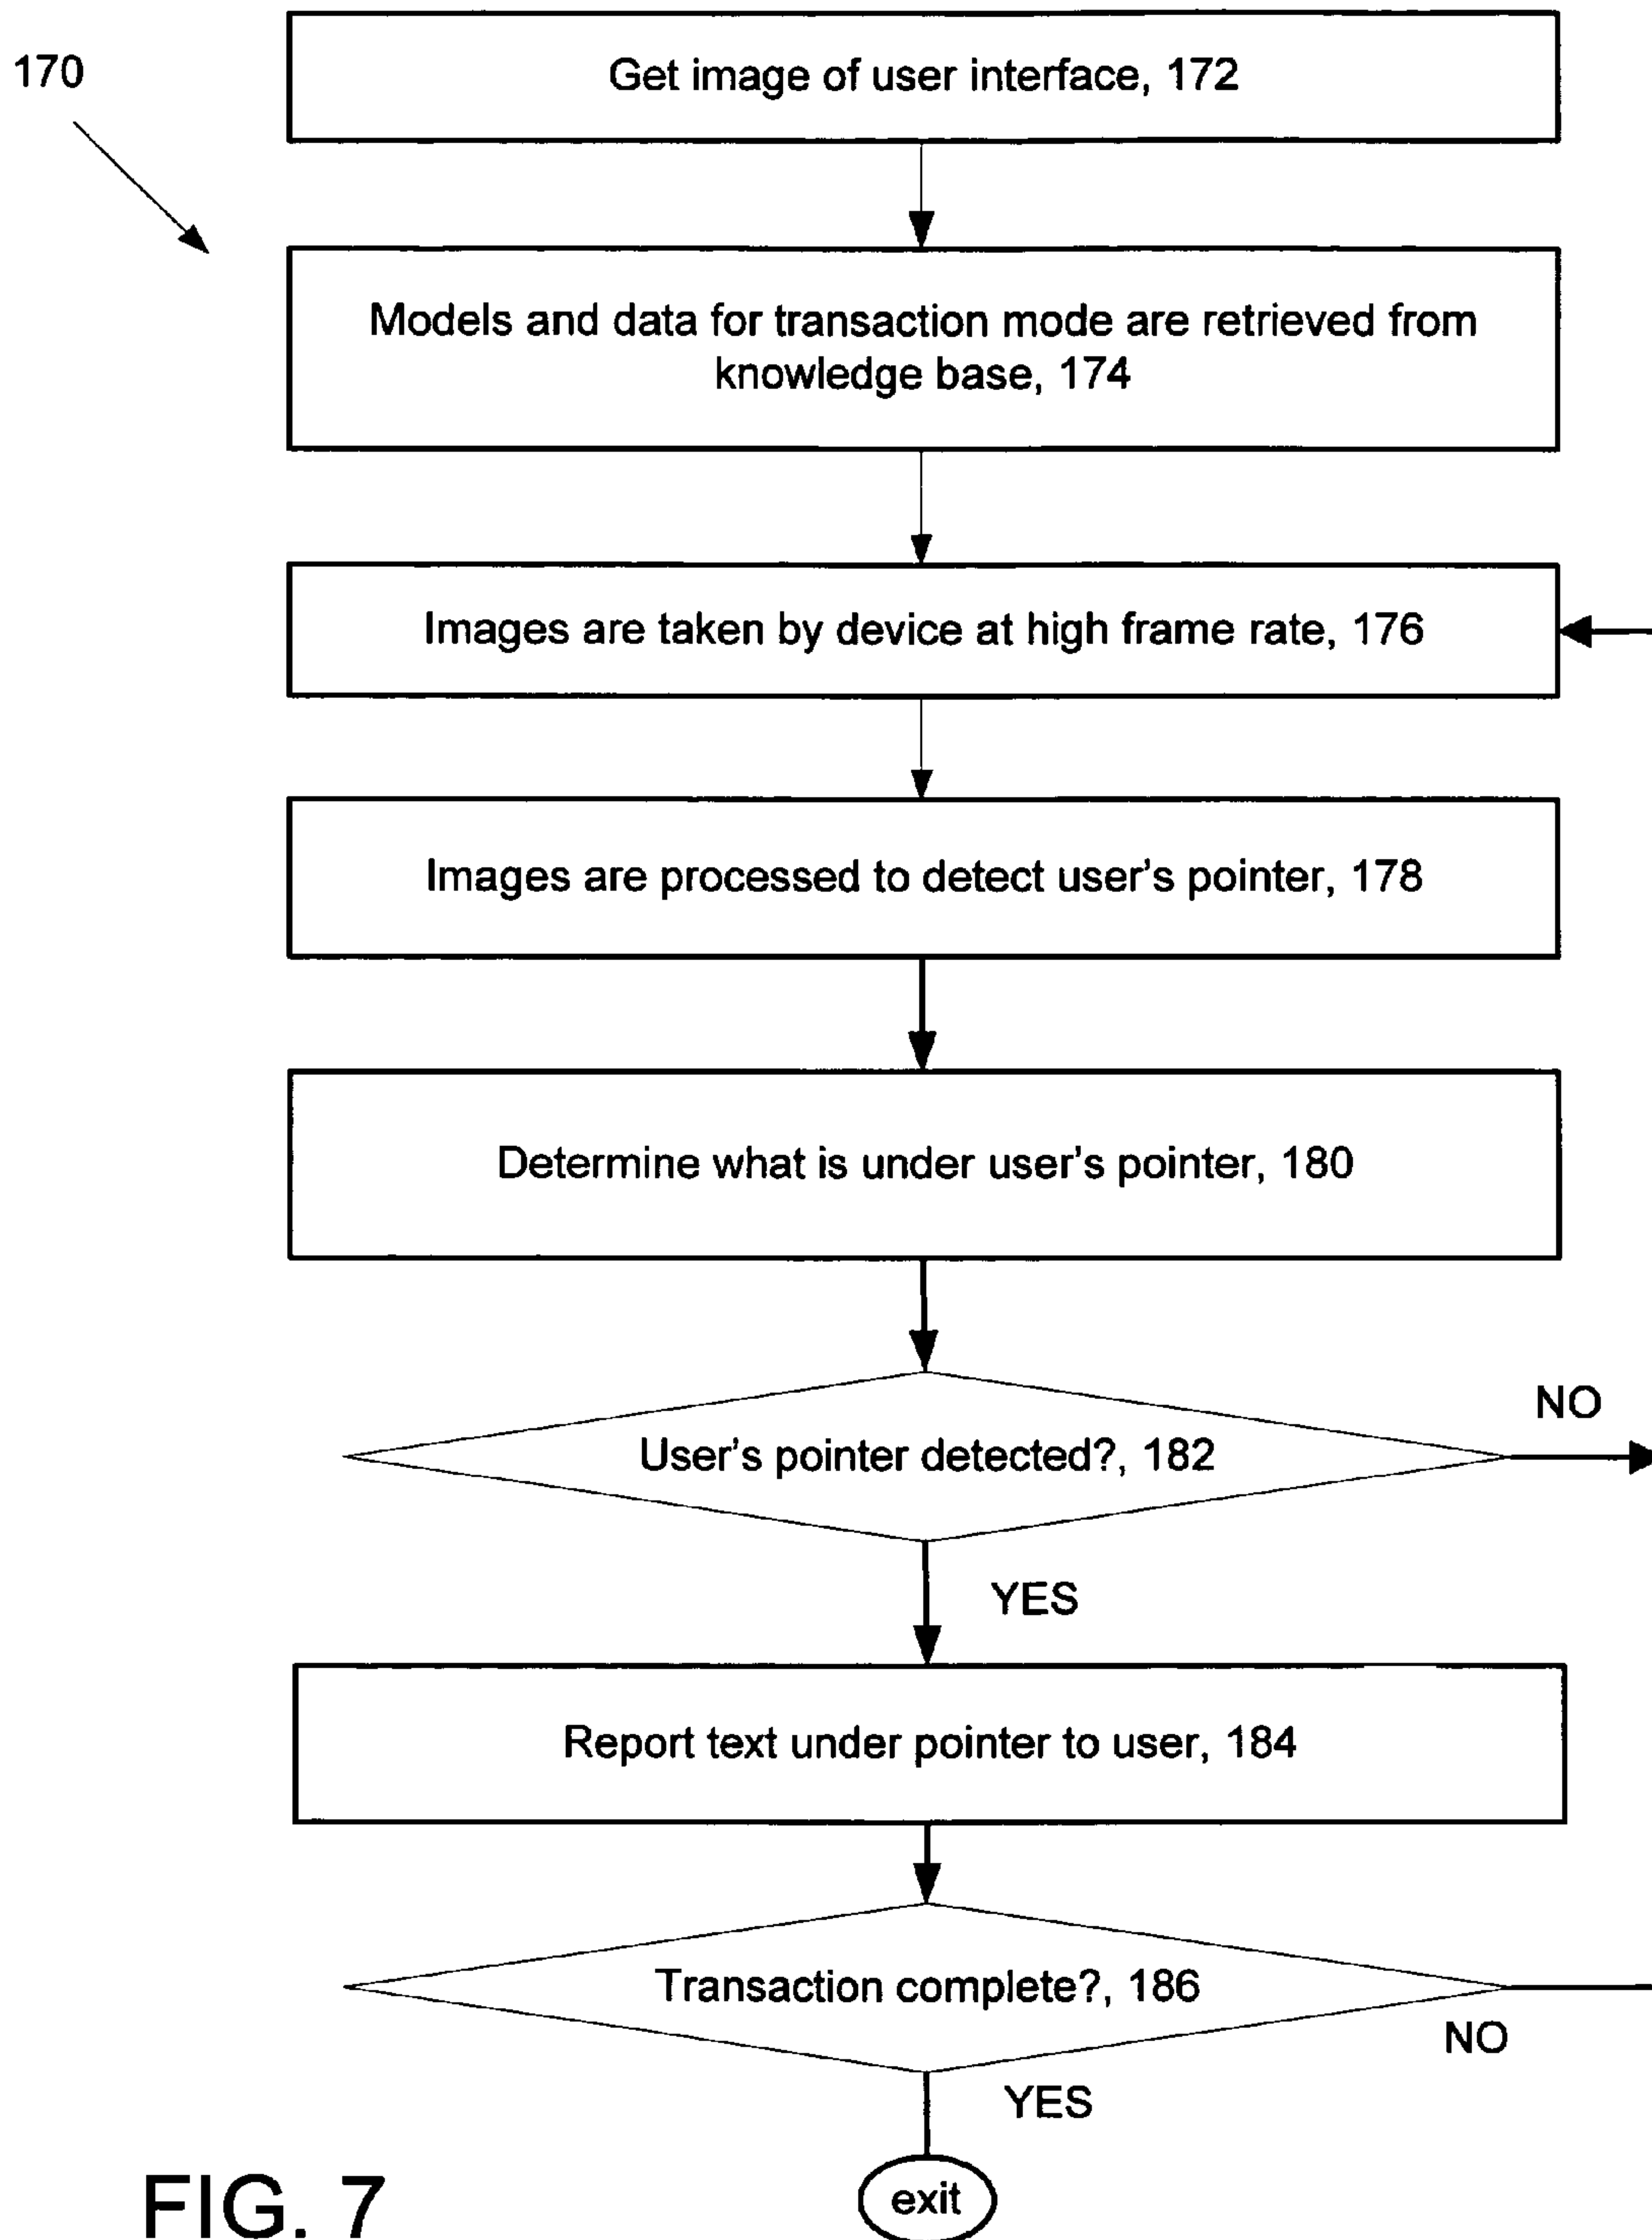 170
Get image of user interface, 172
Models and data for transaction mode are retrieved from
knowledge base, 174
Images are taken by device at high frame rate, 176
Images are processed to detect user's pointer, 178
Determine what is under user's pointer, 180
NO
User's pointer detected?, 182
YES
Report text under pointer to user, 184
Transaction complete?, 186
NO
YES
exit
FIG. 7